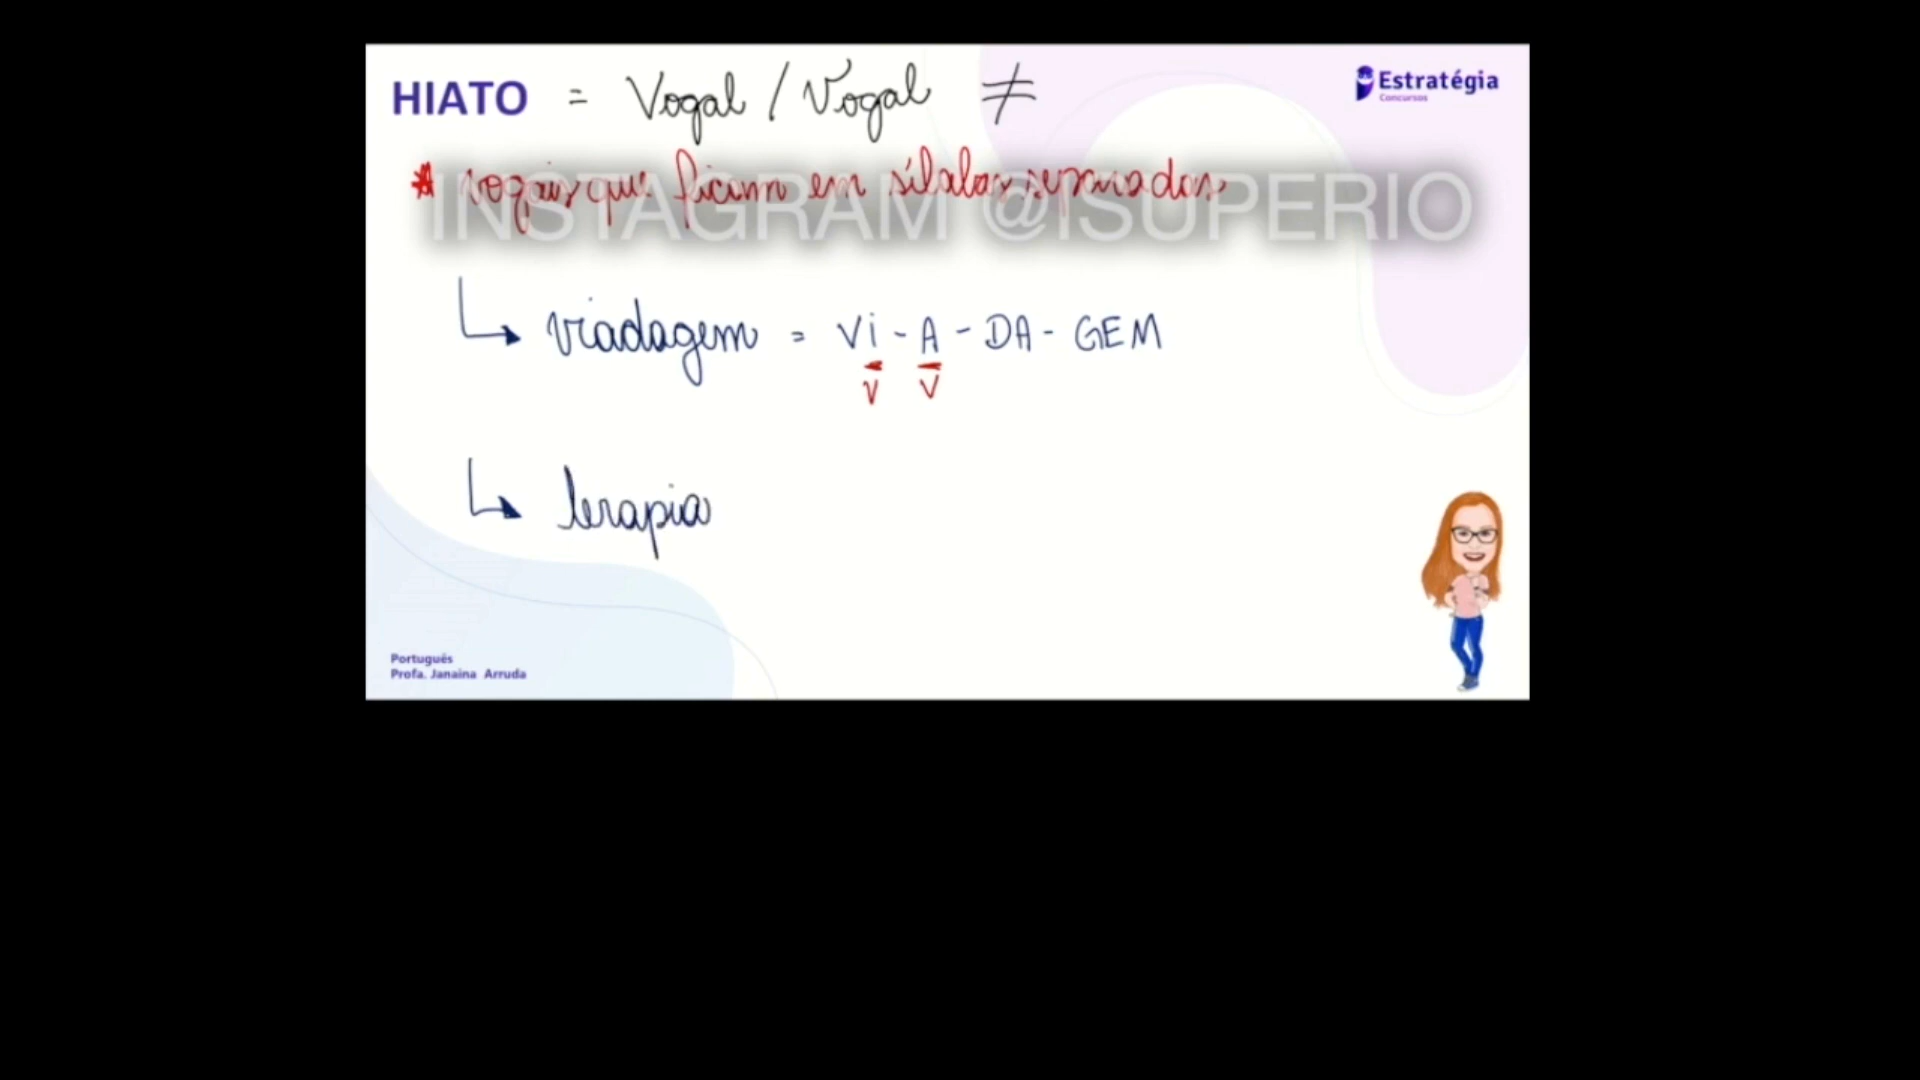 HIATO = Vogal / Vogal ≠
Estratégia
Concursos
* vogais que ficam em sílabas separadas
INSTAGRAM @ISUPERIO
viadagem = Vi - A - DA - GEM
V V
terapia
Português
Profa. Janaina Arruda